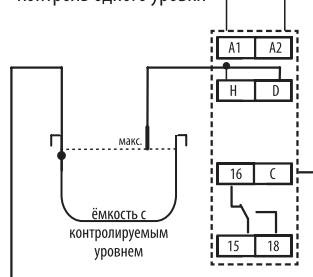 контроль одного уровня
A1 A2
H D
макс.
16 C
ёмкость с
контролируемым
уровнем
15 18